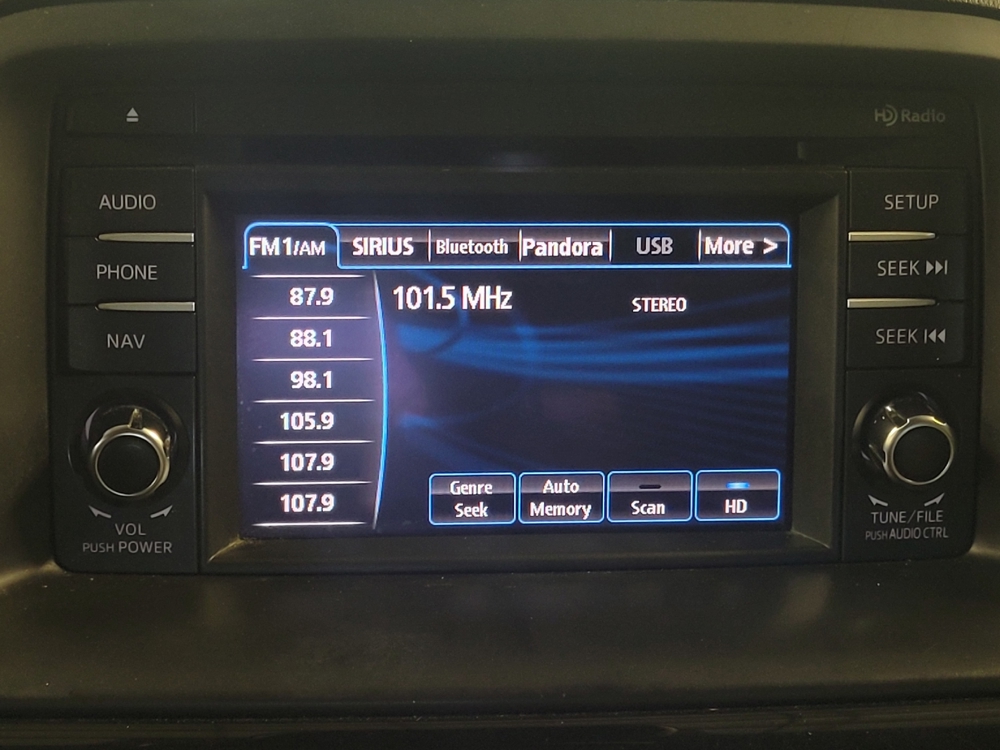 HD Radio
AUDIO
PHONE
NAV
VOL
PUSH POWER
FM1/AM SIRIUS Bluetooth Pandora USB More >
101.5 MHz STEREO
87.9
88.1
98.1
105.9
107.9
107.9
Genre
Seek
Auto
Memory
Scan
HD
SETUP
SEEK
SEEK
TUNE/FILE
PUSH AUDIO CTRL